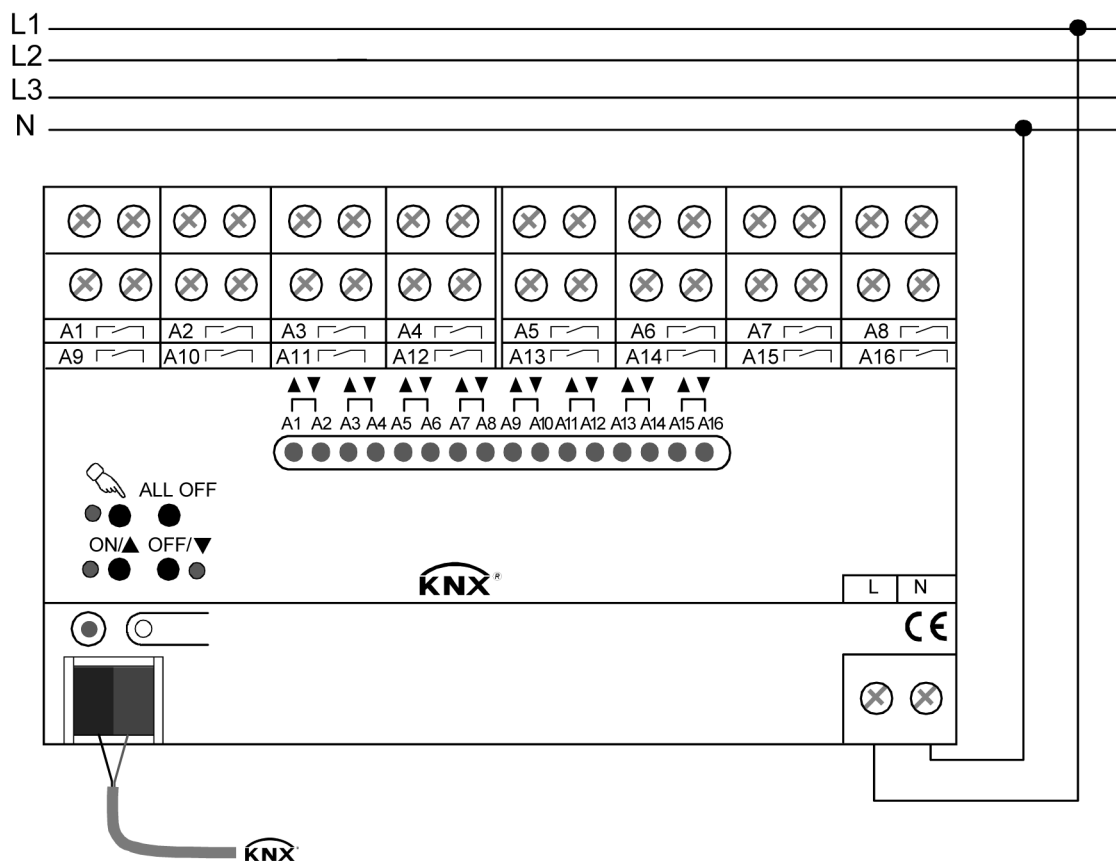 L1
L2
L3
N
A1 A2 A3 A4 A5 A6 A7 A8
A9 A10 A11 A12 A13 A14 A15 A16
▲ ▼ ▲ ▼ ▲ ▼ ▲ ▼ ▲ ▼ ▲ ▼ ▲ ▼ ▲ ▼
A1 A2 A3 A4 A5 A6 A7 A8 A9 A10 A11 A12 A13 A14 A15 A16
ALL OFF
ON/▲ OFF/▼
KNX®
L N
CE
KNX